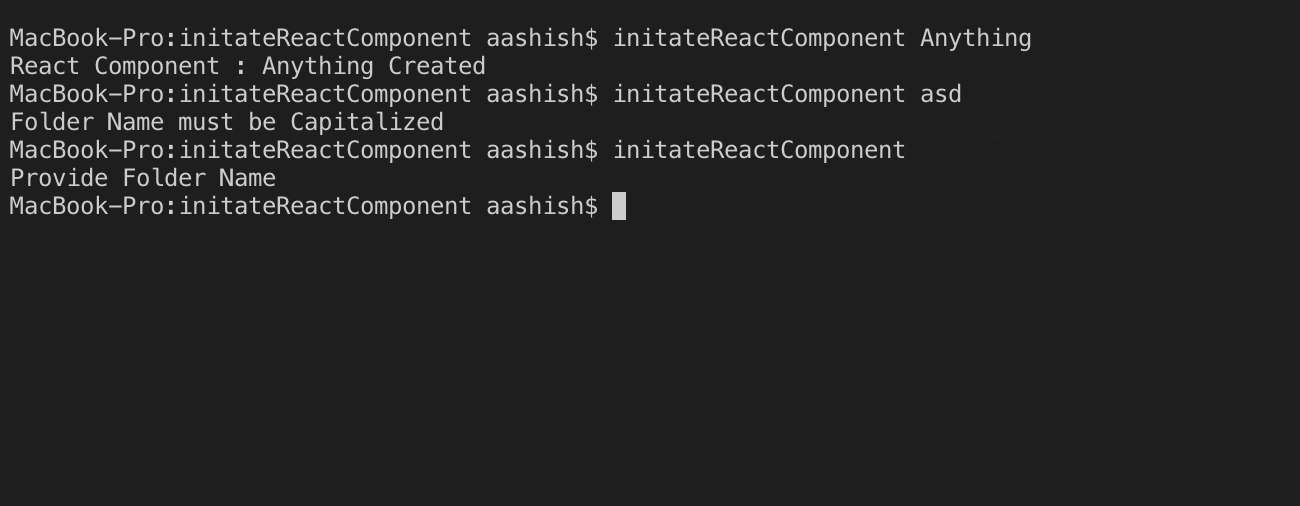 MacBook-Pro:initateReactComponent aashish$ initateReactComponent Anything
React Component : Anything Created
MacBook-Pro:initateReactComponent aashish$ initateReactComponent asd
Folder Name must be Capitalized
MacBook-Pro:initateReactComponent aashish$ initateReactComponent
Provide Folder Name
MacBook-Pro:initateReactComponent aashish$